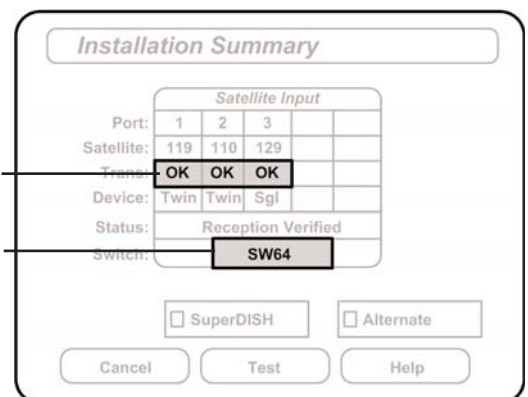 Installation Summary
Satellite Input
Port: 1 2 3
Satellite: 119 110 129
Trans: OK OK OK
Device: Twin Twin Sgl
Status: Reception Verified
Switch: SW64
SuperDISH Alternate
Cancel Test Help